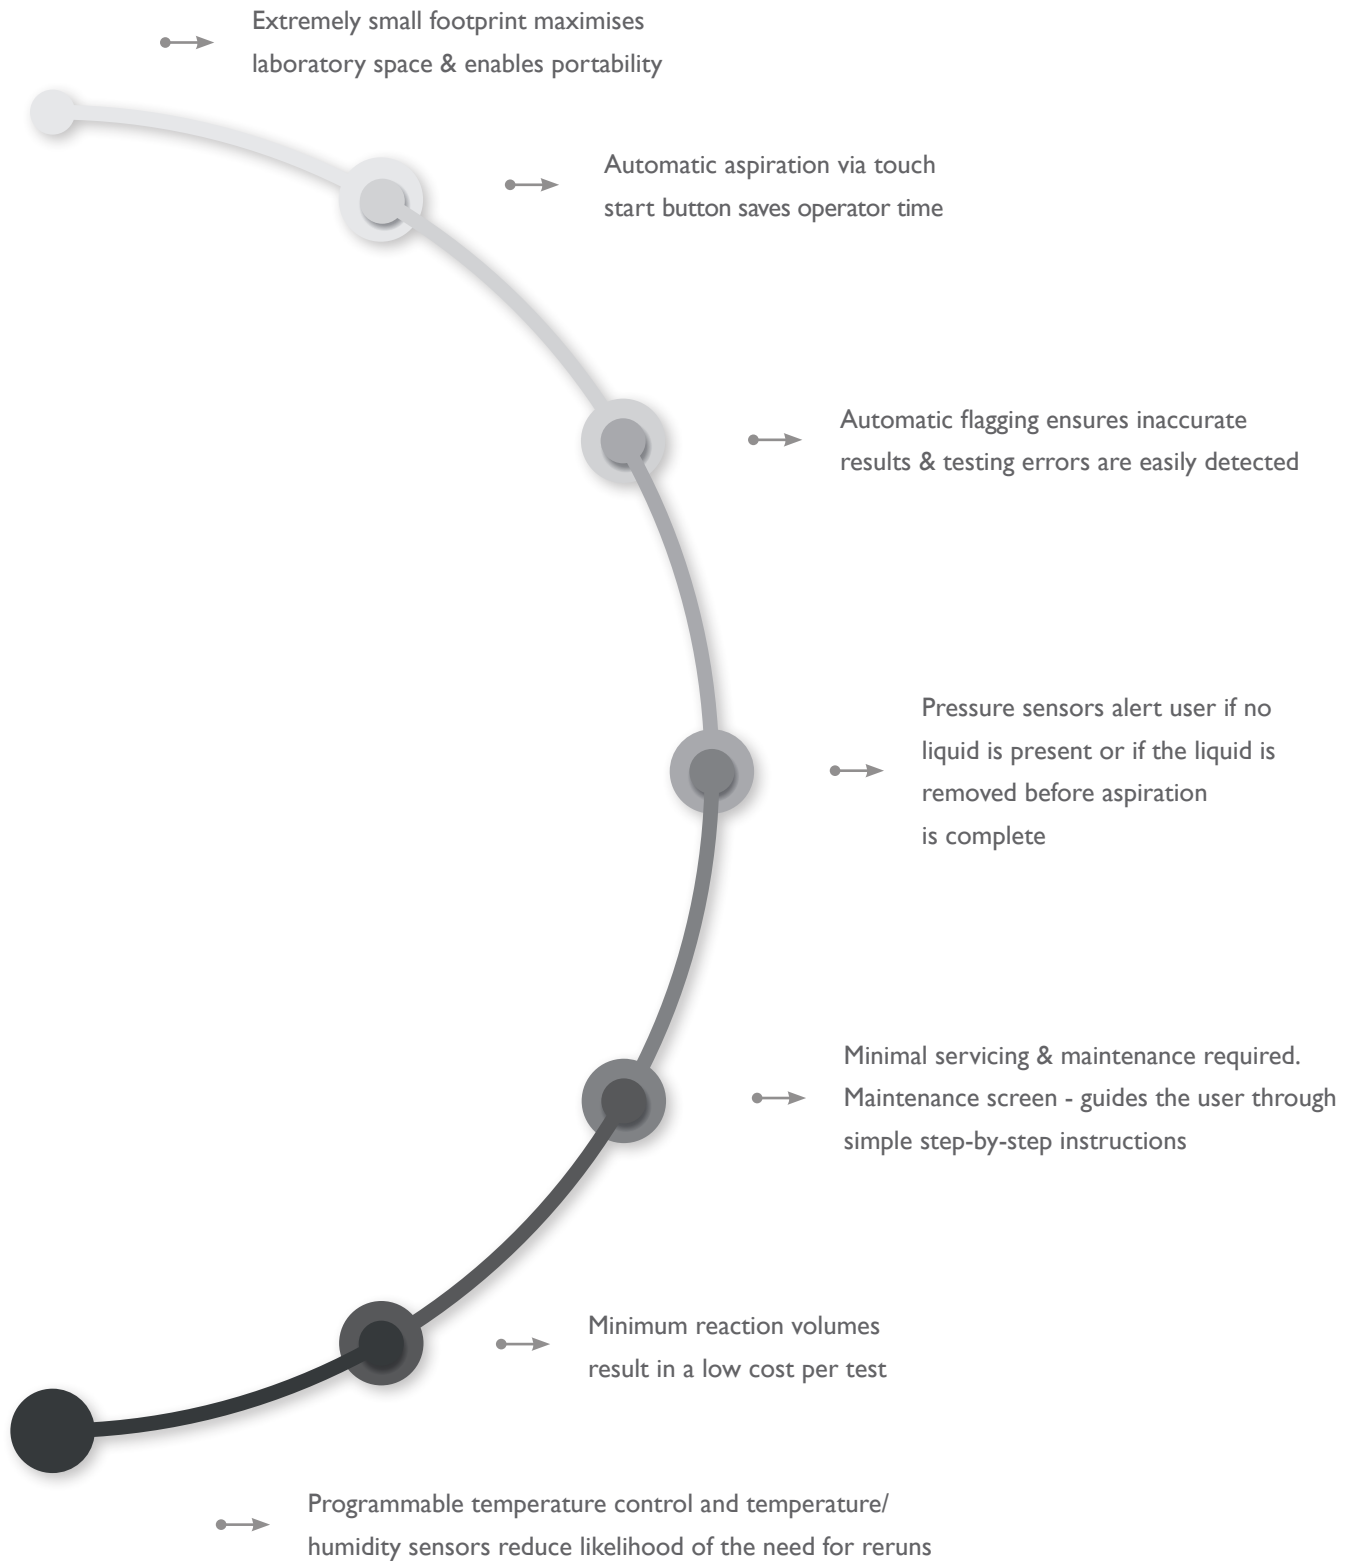 Extremely small footprint maximises
laboratory space & enables portability
Automatic aspiration via touch
start button saves operator time
Automatic flagging ensures inaccurate
results & testing errors are easily detected
Pressure sensors alert user if no
liquid is present or if the liquid is
removed before aspiration
is complete
Minimal servicing & maintenance required.
Maintenance screen - guides the user through
simple step-by-step instructions
Minimum reaction volumes
result in a low cost per test
Programmable temperature control and temperature/
humidity sensors reduce likelihood of the need for reruns